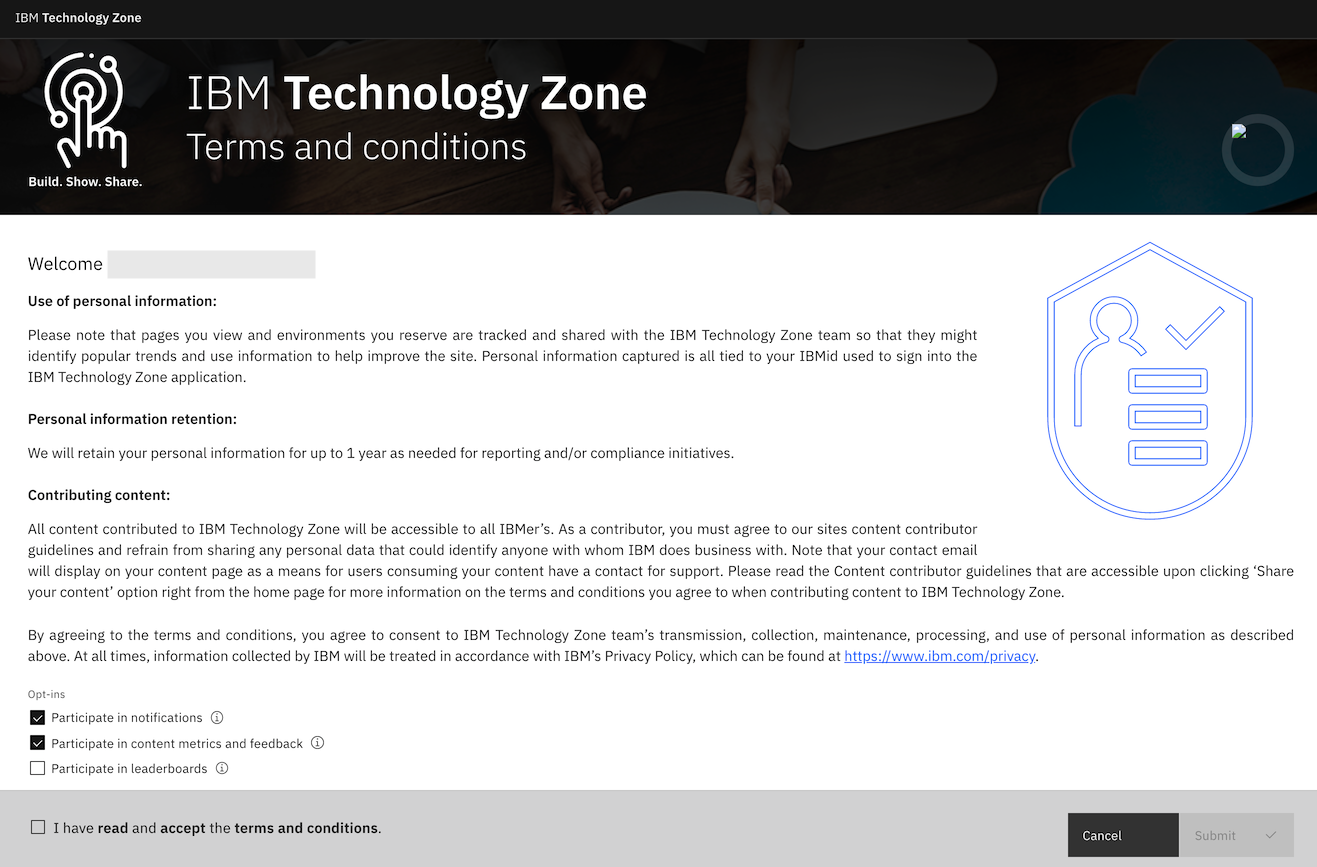 IBM Technology Zone
IBM Technology Zone
Terms and conditions
Build. Show. Share.
Welcome
Use of personal information:
Please note that pages you view and environments you reserve are tracked and shared with the IBM Technology Zone team so that they might
identify popular trends and use information to help improve the site. Personal information captured is all tied to your IBMid used to sign into the
IBM Technology Zone application.
Personal information retention:
We will retain your personal information for up to 1 year as needed for reporting and/or compliance initiatives.
Contributing content:
All content contributed to IBM Technology Zone will be accessible to all IBMer’s. As a contributor, you must agree to our sites content contributor
guidelines and refrain from sharing any personal data that could identify anyone with whom IBM does business with. Note that your contact email
will display on your content page as a means for users consuming your content have a contact for support. Please read the Content contributor guidelines that are accessible upon clicking ‘Share
your content’ option right from the home page for more information on the terms and conditions you agree to when contributing content to IBM Technology Zone.
By agreeing to the terms and conditions, you agree to consent to IBM Technology Zone team’s transmission, collection, maintenance, processing, and use of personal information as described
above. At all times, information collected by IBM will be treated in accordance with IBM’s Privacy Policy, which can be found at https://www.ibm.com/privacy.
Opt-ins
Participate in notifications
Participate in content metrics and feedback
Participate in leaderboards
I have read and accept the terms and conditions.
Cancel
Submit